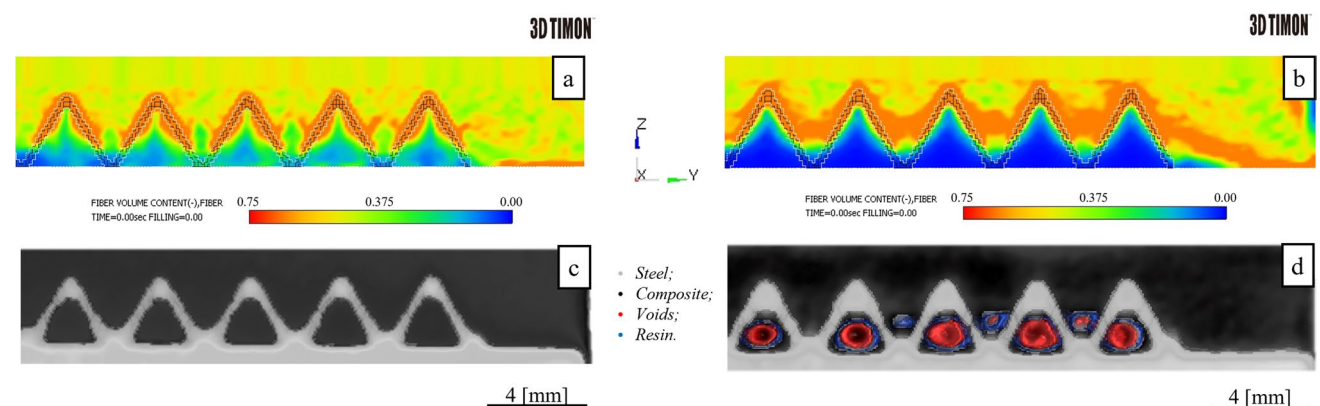 3D TIMON™
3D TIMON™
a
b
Z
X
Y
FIBER VOLUME CONTENT(-),FIBER
TIME=0.00sec FILLING=0.00
0.75
0.375
0.00
FIBER VOLUME CONTENT(-),FIBER
TIME=0.00sec FILLING=0.00
0.75
0.375
0.00
c
d
• Steel;
• Composite;
• Voids;
• Resin.
4 [mm]
4 [mm]